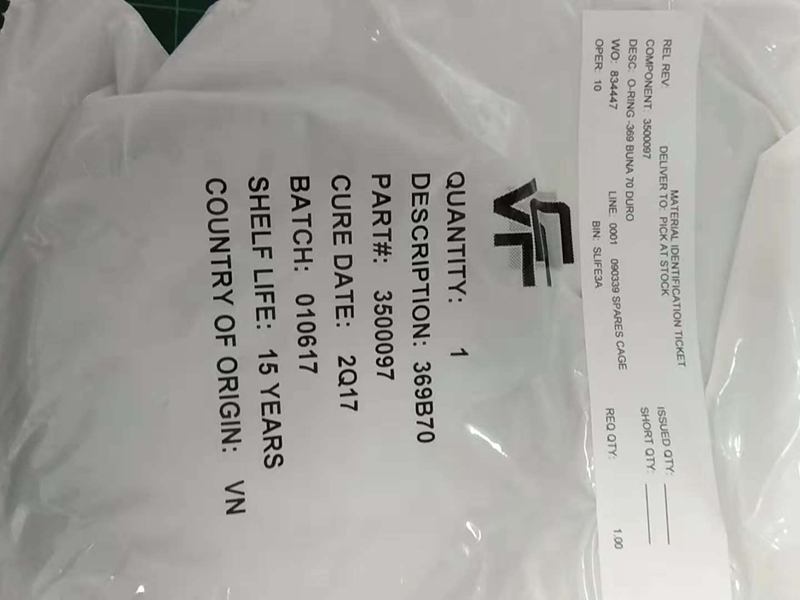 MATERIAL IDENTIFICATION TICKET
REL REV: DELIVER TO: PICK AT STOCK ISSUED QTY:
COMPONENT: 3500097 SHORT QTY:
DESC: O-RING -369 BUNA 70 DURO
WO: 834447 LINE: 0001 090339 SPARES CAGE REQ QTY: 1.00
OPER: 10 BIN: SLIFE3A
VF
QUANTITY: 1
DESCRIPTION: 369B70
PART#: 3500097
CURE DATE: 2Q17
BATCH: 010617
SHELF LIFE: 15 YEARS
COUNTRY OF ORIGIN: VN